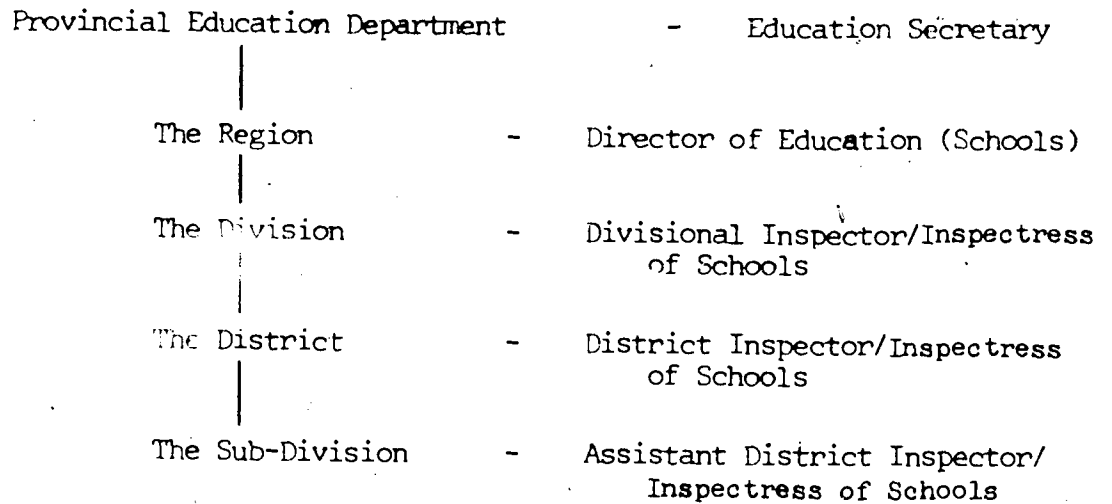 Provincial Education Department - Education Secretary
The Region - Director of Education (Schools)
The Division - Divisional Inspector/Inspectress
of Schools
The District - District Inspector/Inspectress
of Schools
The Sub-Division - Assistant District Inspector/
Inspectress of Schools